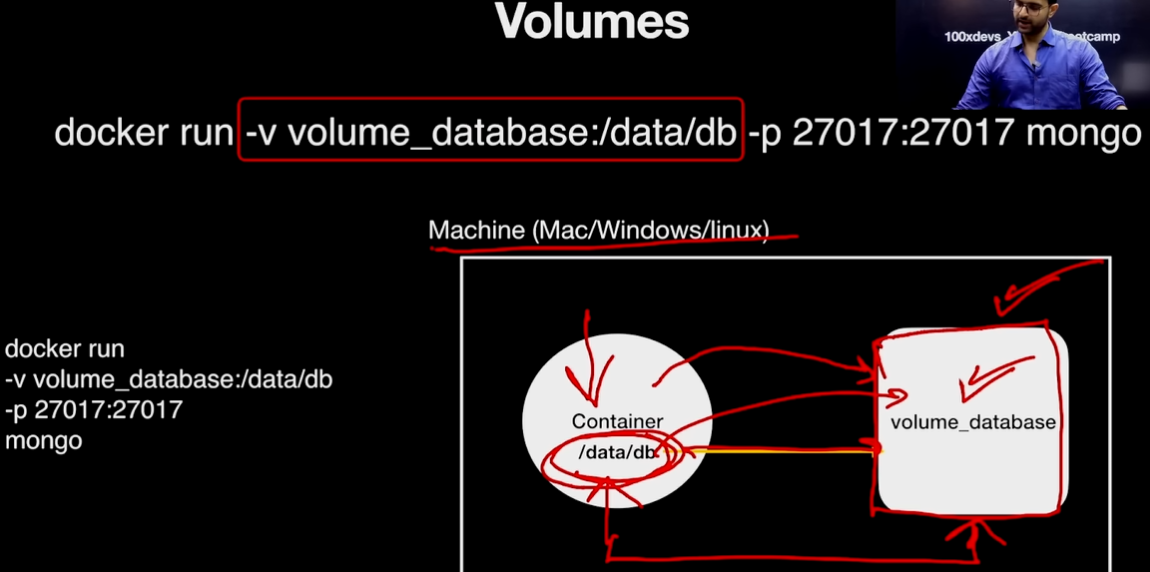 Volumes
100xdevs
docker run -v volume_database:/data/db -p 27017:27017 mongo
Machine (Mac/Windows/linux)
docker run
-v volume_database:/data/db
-p 27017:27017
mongo
Container
/data/db
volume_database